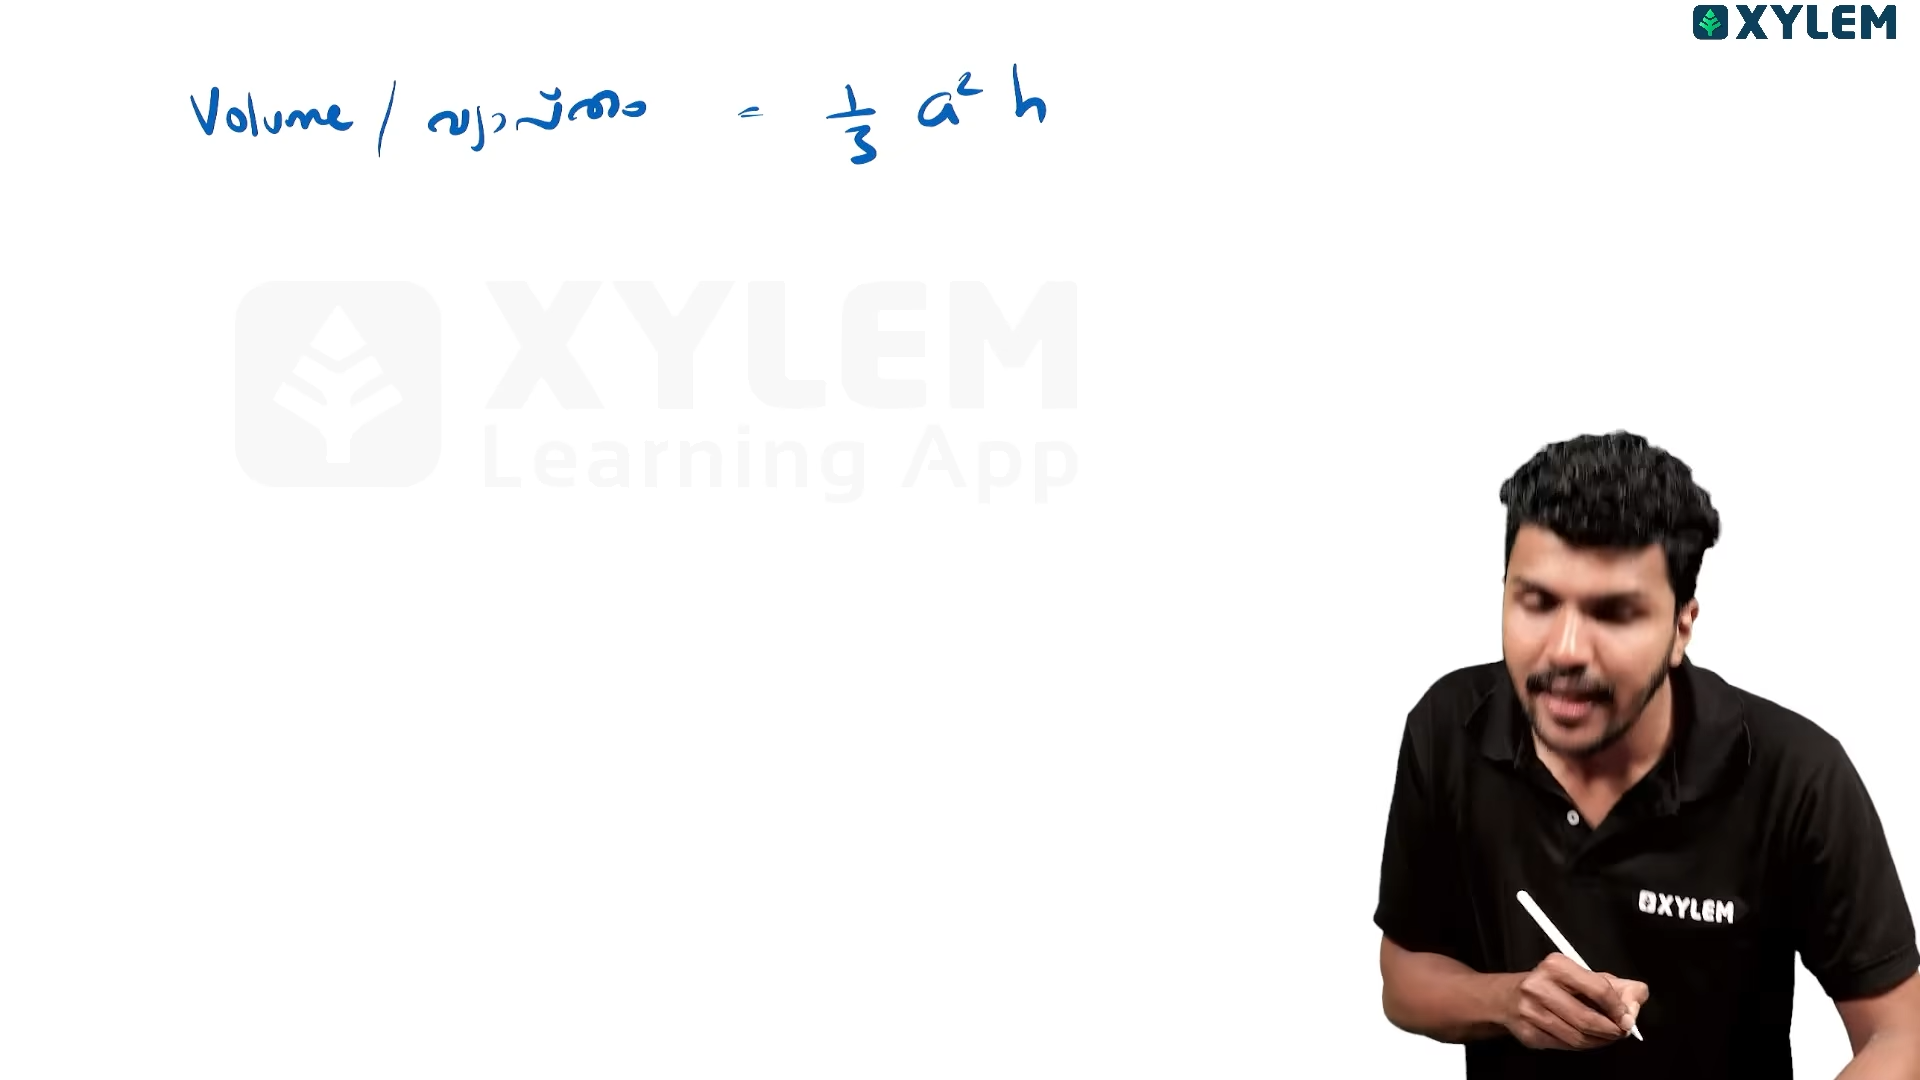 XYLEM
Volume / വ്യാപ്തം = 1/3 a² h
XYLEM
Learning App
XYLEM